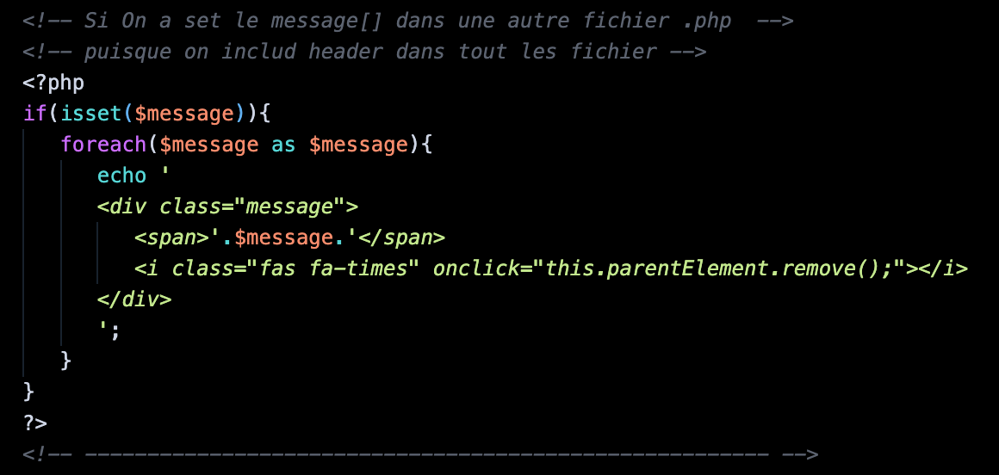 <!-- Si On a set le message[] dans une autre fichier .php  -->
<!-- puisque on includ header dans tout les fichier -->
<?php
if(isset($message)){
   foreach($message as $message){
      echo '
      <div class="message">
         <span>'.$message.'</span>
         <i class="fas fa-times" onclick="this.parentElement.remove();"></i>
      </div>
      ';
   }
}
?>
<!-- ------------------------------------------------------- -->